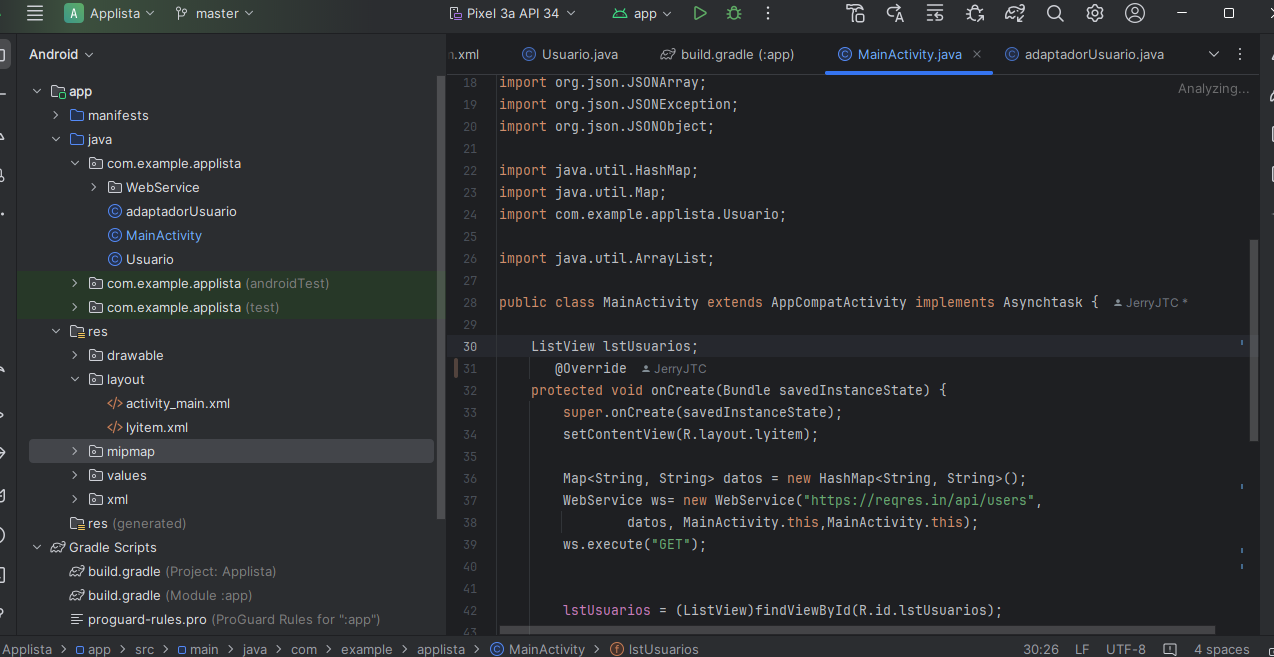 A Applista master Pixel 3a API 34 app
Android
app
manifests
java
com.example.applista
WebService
adaptadorUsuario
MainActivity
Usuario
com.example.applista (androidTest)
com.example.applista (test)
res
drawable
layout
activity_main.xml
lyitem.xml
mipmap
values
xml
res (generated)
Gradle Scripts
build.gradle (Project: Applista)
build.gradle (Module :app)
proguard-rules.pro (ProGuard Rules for ":app")
n.xml Usuario.java build.gradle (:app) MainActivity.java adaptadorUsuario.java
Analyzing...
18 import org.json.JSONArray;
19 import org.json.JSONException;
20 import org.json.JSONObject;
21
22 import java.util.HashMap;
23 import java.util.Map;
24 import com.example.applista.Usuario;
25
26 import java.util.ArrayList;
27
28 public class MainActivity extends AppCompatActivity implements Asynchtask { JerryJTC *
29
30 ListView lstUsuarios;
31 @Override JerryJTC
32 protected void onCreate(Bundle savedInstanceState) {
33 super.onCreate(savedInstanceState);
34 setContentView(R.layout.lyitem);
35
36 Map<String, String> datos = new HashMap<String, String>();
37 WebService ws= new WebService("https://reqres.in/api/users",
38 datos, MainActivity.this,MainActivity.this);
39 ws.execute("GET");
40
41
42 lstUsuarios = (ListView)findViewById(R.id.lstUsuarios);
43
Applista > app > src > main > java > com > example > applista > MainActivity > lstUsuarios 30:26 LF UTF-8 4 spaces